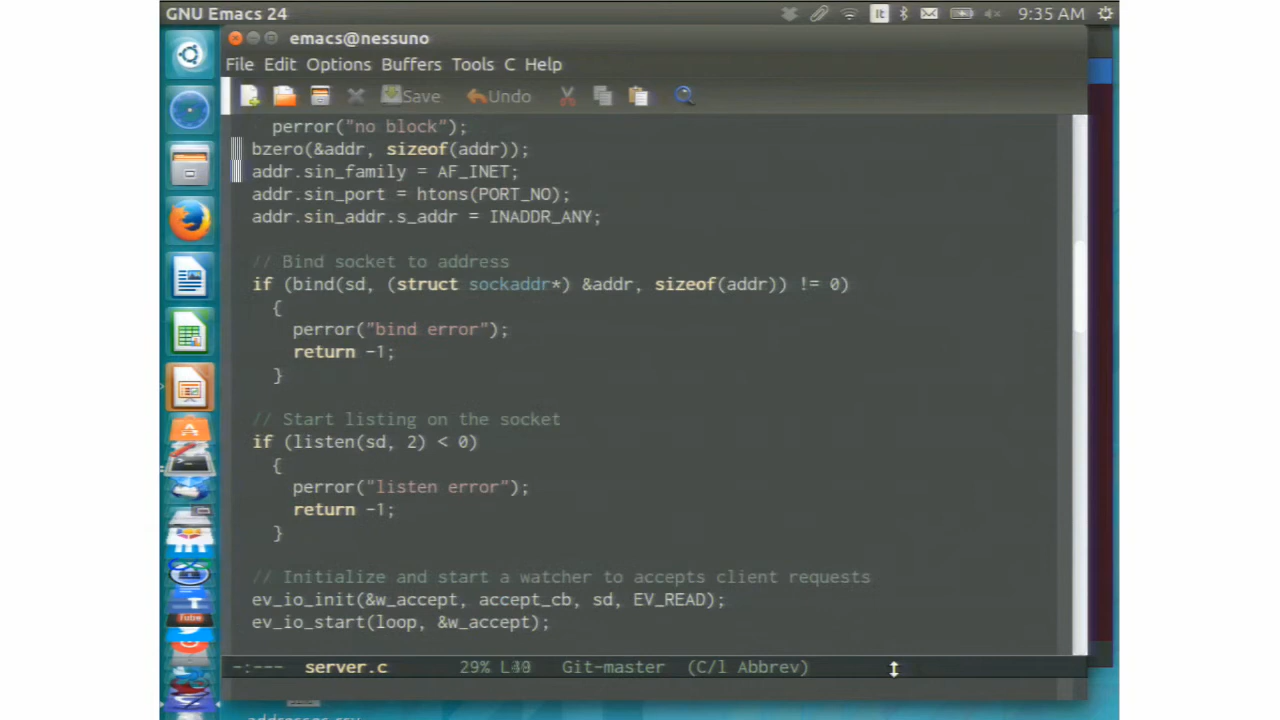 GNU Emacs 24
It
9:35 AM
emacs@nessuno
File Edit Options Buffers Tools C Help
Save Undo
perror("no block");
bzero(&addr, sizeof(addr));
addr.sin_family = AF_INET;
addr.sin_port = htons(PORT_NO);
addr.sin_addr.s_addr = INADDR_ANY;
// Bind socket to address
if (bind(sd, (struct sockaddr*) &addr, sizeof(addr)) != 0)
{
perror("bind error");
return -1;
}
// Start listing on the socket
if (listen(sd, 2) < 0)
{
perror("listen error");
return -1;
}
// Initialize and start a watcher to accepts client requests
ev_io_init(&w_accept, accept_cb, sd, EV_READ);
ev_io_start(loop, &w_accept);
-:--- server.c 29% Git-master (C/l Abbrev)